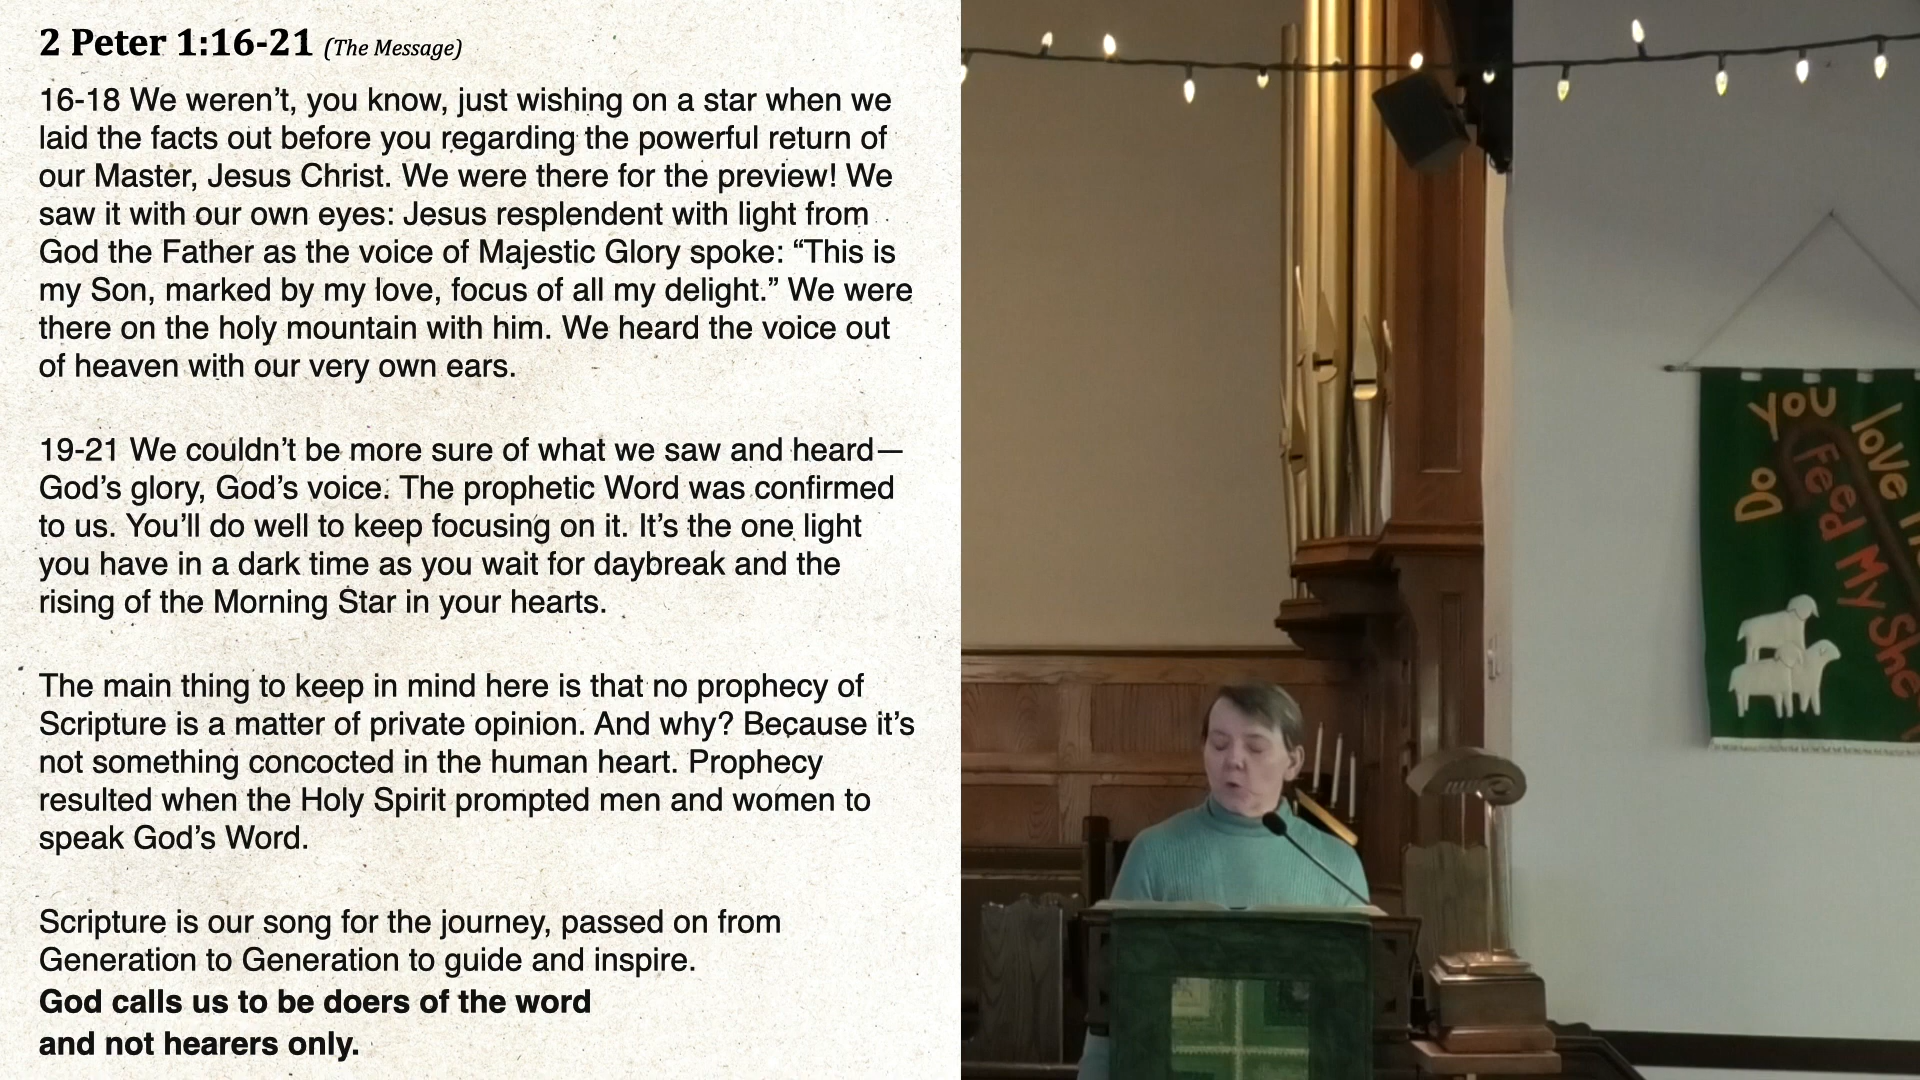 2 Peter 1:16-21 (The Message)
16-18 We weren’t, you know, just wishing on a star when we
laid the facts out before you regarding the powerful return of
our Master, Jesus Christ. We were there for the preview! We
saw it with our own eyes: Jesus resplendent with light from
God the Father as the voice of Majestic Glory spoke: “This is
my Son, marked by my love, focus of all my delight.” We were
there on the holy mountain with him. We heard the voice out
of heaven with our very own ears.
19-21 We couldn’t be more sure of what we saw and heard—
God’s glory, God’s voice. The prophetic Word was confirmed
to us. You’ll do well to keep focusing on it. It’s the one light
you have in a dark time as you wait for daybreak and the
rising of the Morning Star in your hearts.
The main thing to keep in mind here is that no prophecy of
Scripture is a matter of private opinion. And why? Because it’s
not something concocted in the human heart. Prophecy
resulted when the Holy Spirit prompted men and women to
speak God’s Word.
Scripture is our song for the journey, passed on from
Generation to Generation to guide and inspire.
God calls us to be doers of the word
and not hearers only.
Do you love
Feed My